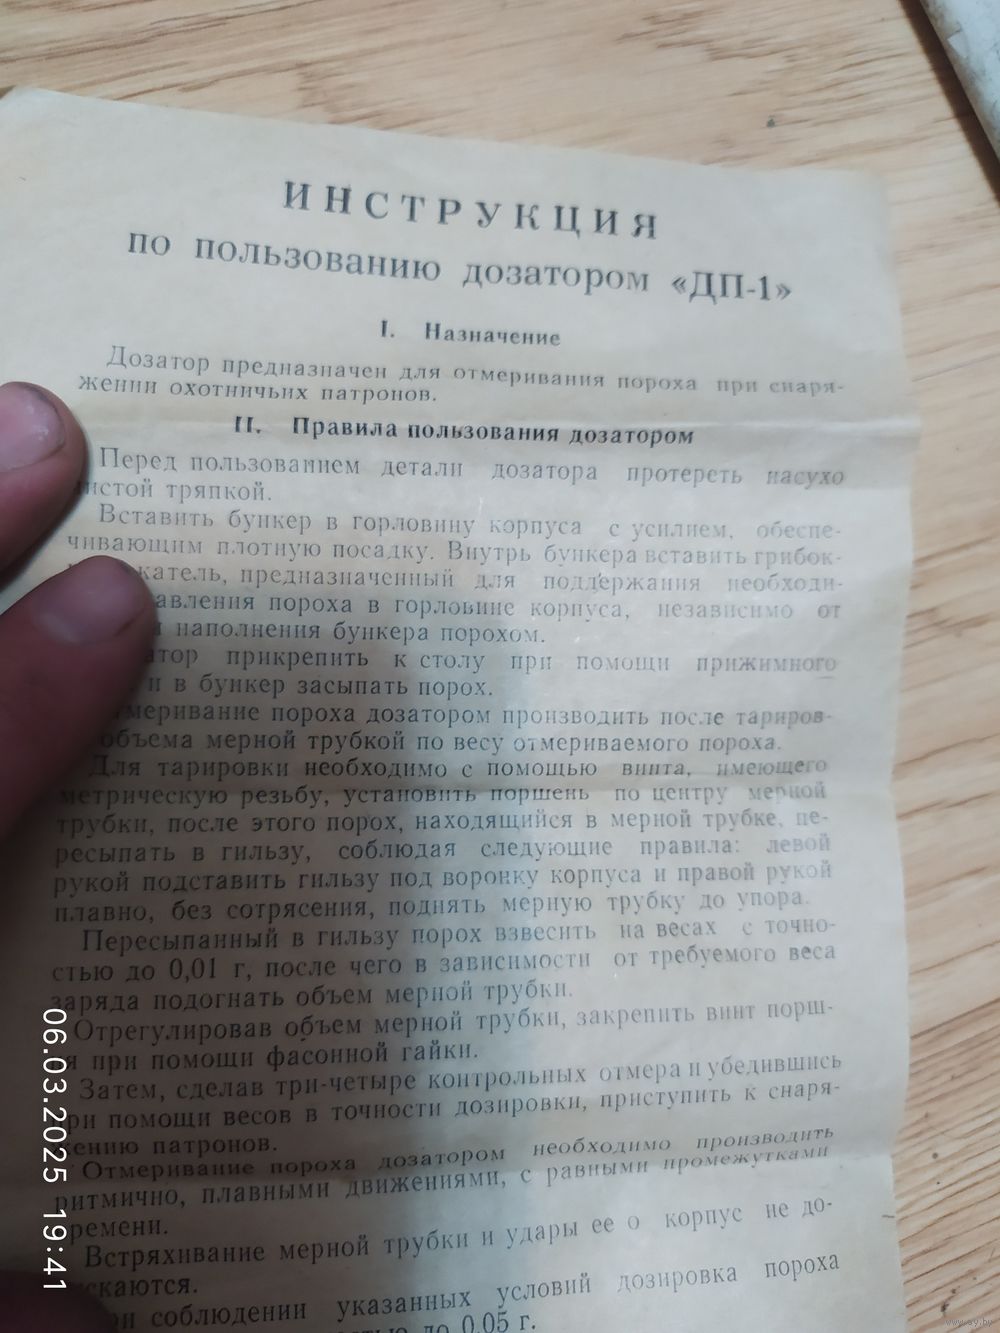 ИНСТРУКЦИЯ
по пользованию дозатором «ДП-1»
I. Назначение
Дозатор предназначен для отмеривания пороха при снаря-
жении охотничьих патронов.
II. Правила пользования дозатором
Перед пользованием детали дозатора протереть насухо
чистой тряпкой.
Вставить бункер в горловину корпуса с усилием, обеспе-
чивающим плотную посадку. Внутрь бункера вставить грибок-
катель, предназначенный для поддержания необходи-
авления пороха в горловине корпуса, независимо от
наполнения бункера порохом.
атор прикрепить к столу при помощи прижимного
и в бункер засыпать порох.
тмеривание пороха дозатором производить после тариров-
объема мерной трубкой по весу отмериваемого пороха.
Для тарировки необходимо с помощью винта, имеющего
метрическую резьбу, установить поршень по центру мерной
трубки, после этого порох, находящийся в мерной трубке, пе-
ресыпать в гильзу, соблюдая следующие правила: левой
рукой подставить гильзу под воронку корпуса и правой рукой
плавно, без сотрясения, поднять мерную трубку до упора.
Пересыпанный в гильзу порох взвесить на весах с точно-
стью до 0,01 г, после чего в зависимости от требуемого веса
заряда подогнать объем мерной трубки.
Отрегулировав объем мерной трубки, закрепить винт порш-
я при помощи фасонной гайки.
Затем, сделав три-четыре контрольных отмера и убедившись
при помощи весов в точности дозировки, приступить к снаря-
жению патронов.
Отмеривание пороха дозатором необходимо производить
ритмично, плавными движениями, с равными промежутками
времени.
Встряхивание мерной трубки и удары ее о корпус не до-
скаются.
ри соблюдении указанных условий дозировка пороха
стью до 0,05 г.
06.03.2025 19:41
www.ay.by